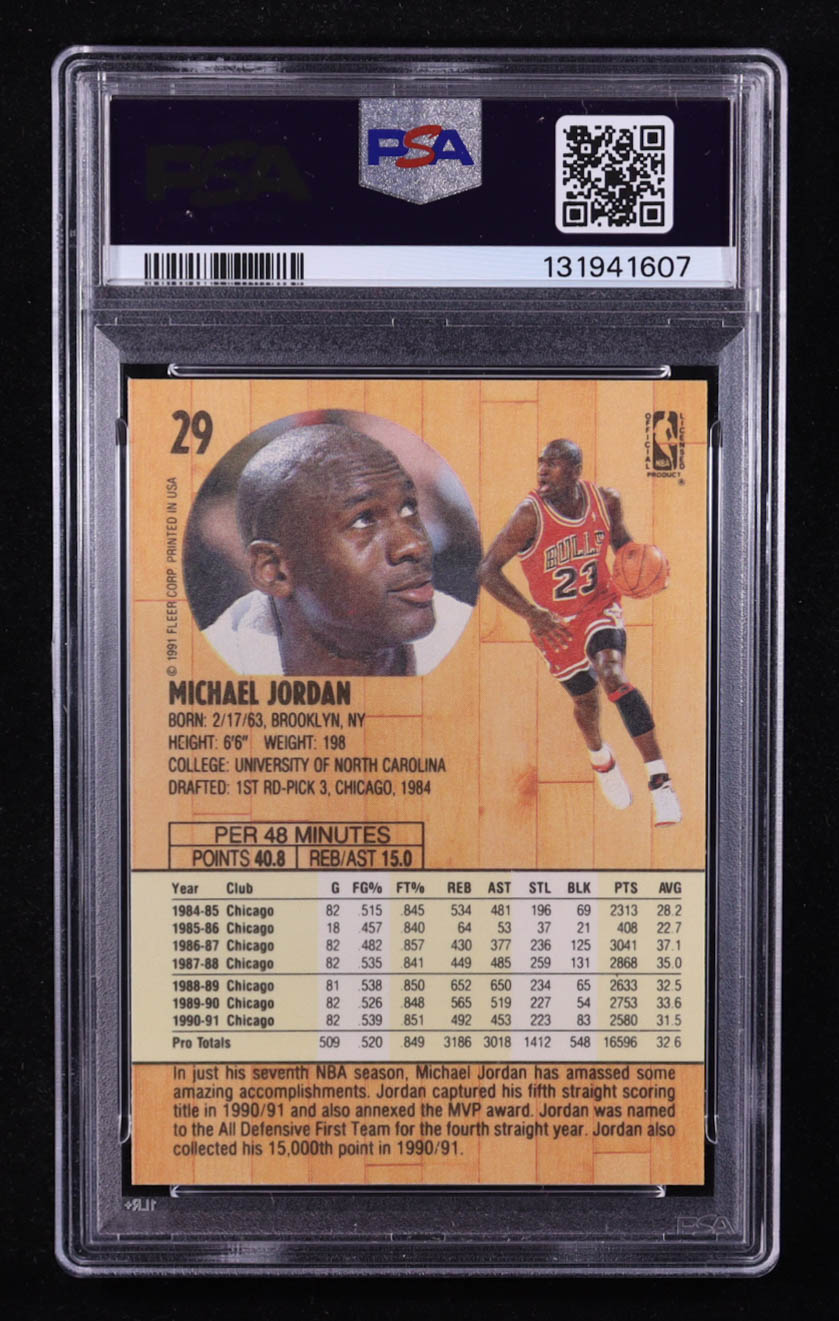 PSA
PSA
131941607
29
OFFICIAL LICENSED
NBA
PRODUCT
®
© 1991 FLEER CORP. PRINTED IN USA
BULLS
23
MICHAEL JORDAN
BORN: 2/17/63, BROOKLYN, NY
HEIGHT: 6'6" WEIGHT: 198
COLLEGE: UNIVERSITY OF NORTH CAROLINA
DRAFTED: 1ST RD-PICK 3, CHICAGO, 1984
PER 48 MINUTES
POINTS 40.8 REB/AST 15.0
Year Club G FG% FT% REB AST STL BLK PTS AVG
1984-85 Chicago 82 .515 .845 534 481 196 69 2313 28.2
1985-86 Chicago 18 .457 .840 64 53 37 21 408 22.7
1986-87 Chicago 82 .482 .857 430 377 236 125 3041 37.1
1987-88 Chicago 82 .535 .841 449 485 259 131 2868 35.0
1988-89 Chicago 81 .538 .850 652 650 234 65 2633 32.5
1989-90 Chicago 82 .526 .848 565 519 227 54 2753 33.6
1990-91 Chicago 82 .539 .851 492 453 223 83 2580 31.5
Pro Totals 509 .520 .849 3186 3018 1412 548 16596 32.6
In just his seventh NBA season, Michael Jordan has amassed some
amazing accomplishments. Jordan captured his fifth straight scoring
title in 1990/91 and also annexed the MVP award. Jordan was named
to the All Defensive First Team for the fourth straight year. Jordan also
collected his 15,000th point in 1990/91.
1LR+
PSA